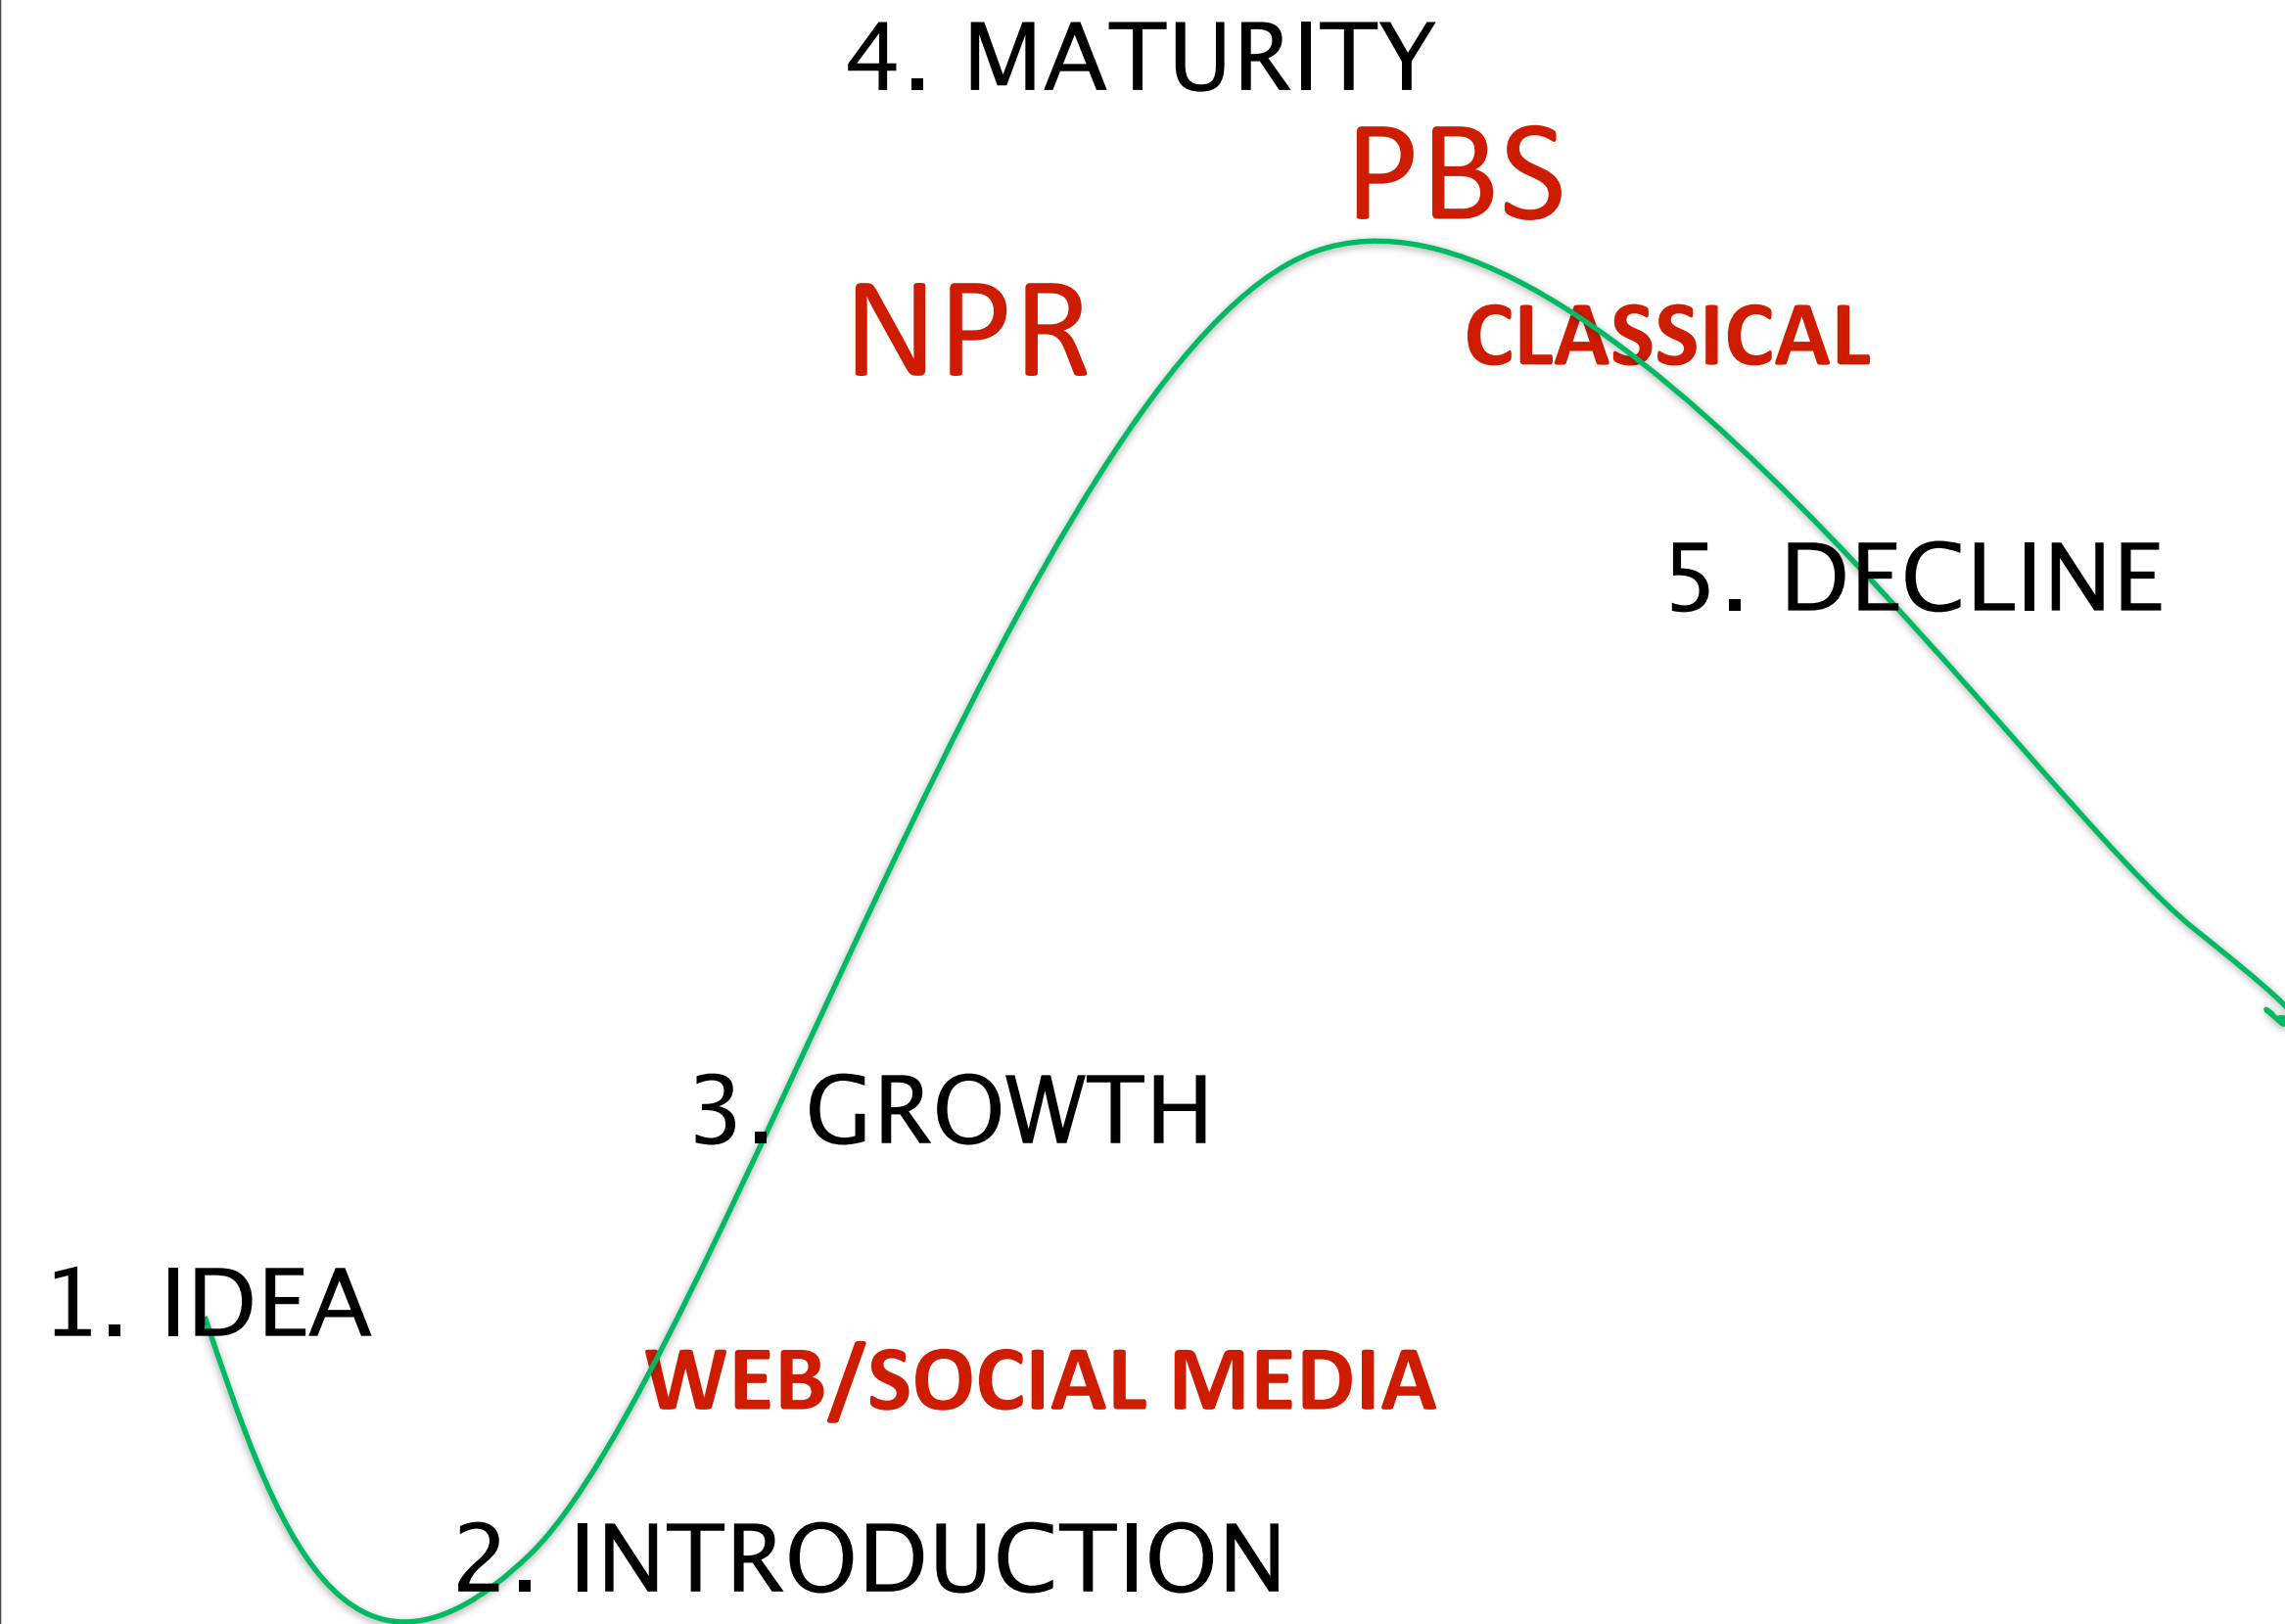 4. MATURITY
PBS
NPR
CLASSICAL
5. DECLINE
3. GROWTH
1. IDEA
WEB/SOCIAL MEDIA
2. INTRODUCTION